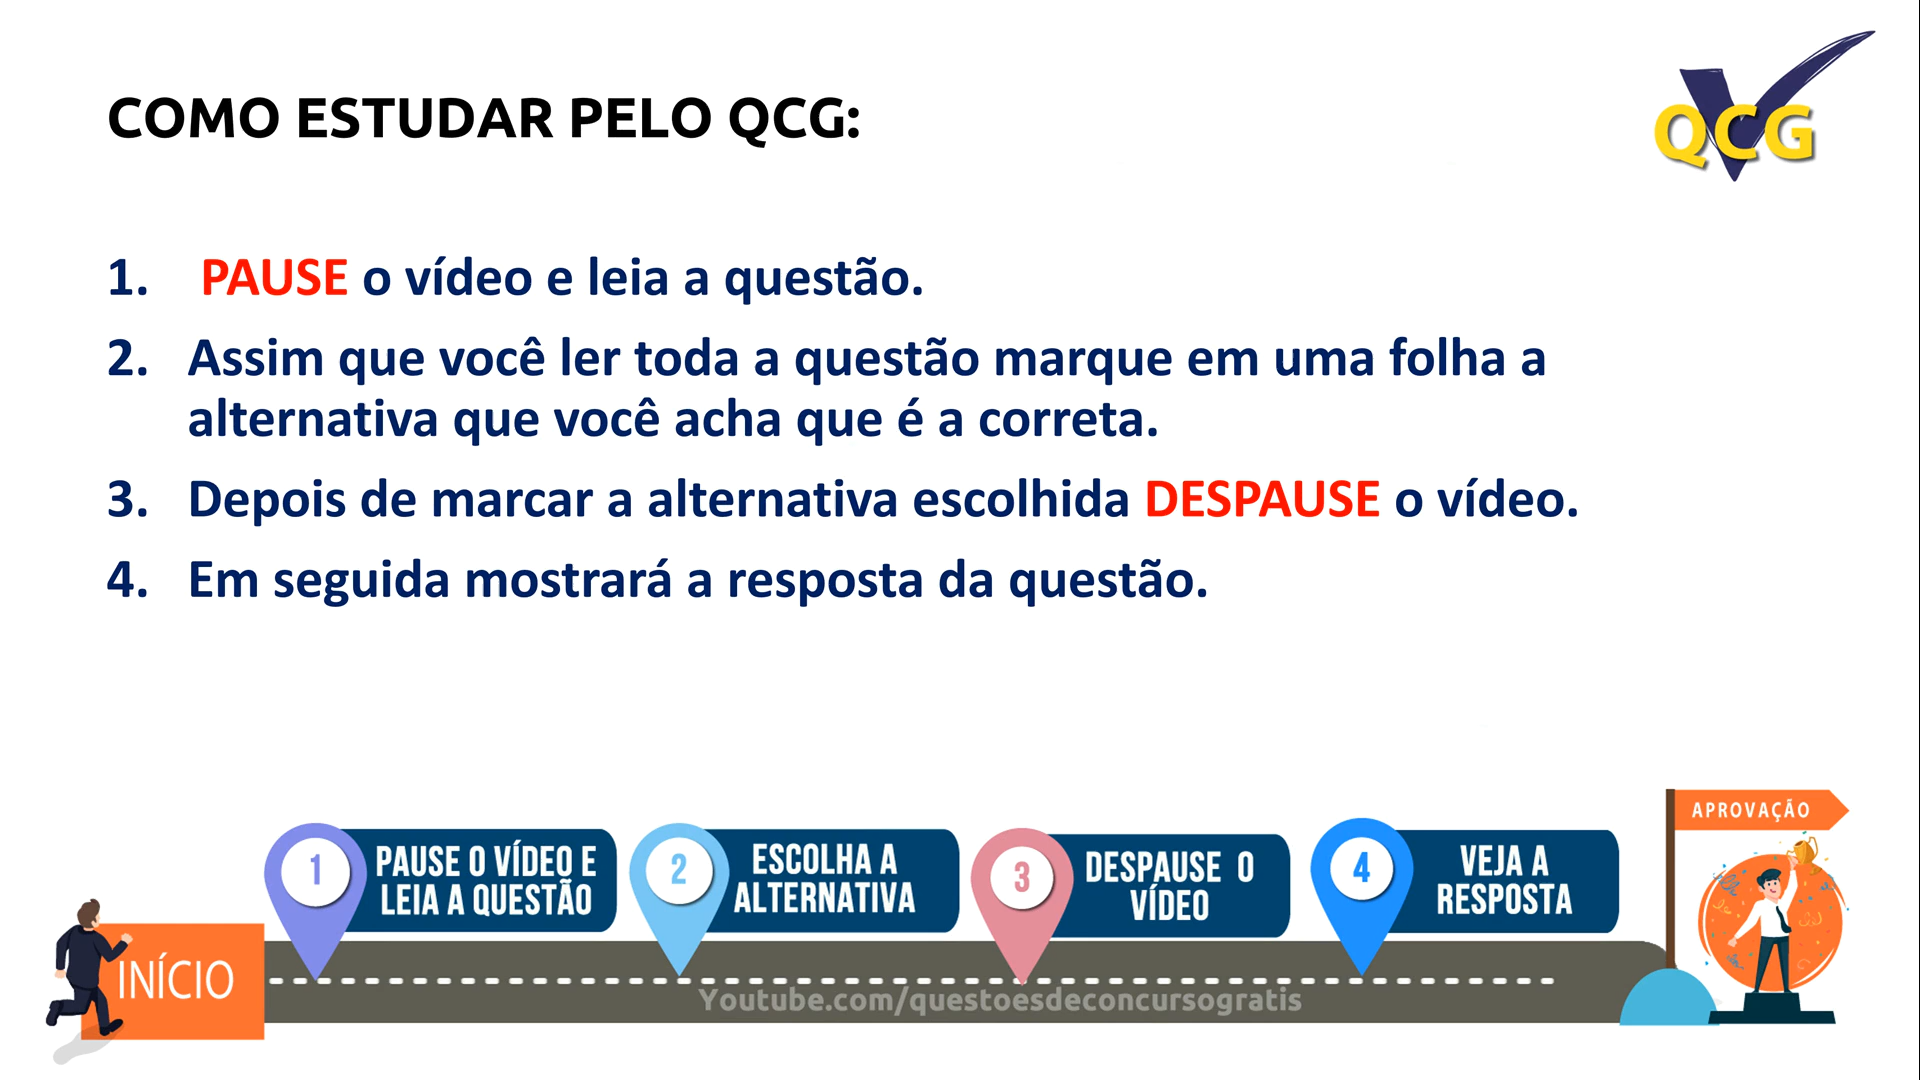 COMO ESTUDAR PELO QCG:
QCG
1. PAUSE o vídeo e leia a questão.
2. Assim que você ler toda a questão marque em uma folha a
alternativa que você acha que é a correta.
3. Depois de marcar a alternativa escolhida DESPAUSE o vídeo.
4. Em seguida mostrará a resposta da questão.
APROVAÇÃO
1
PAUSE O VÍDEO E
LEIA A QUESTÃO
2
ESCOLHA A
ALTERNATIVA
3
DESPAUSE O
VÍDEO
4
VEJA A
RESPOSTA
INÍCIO
Youtube.com/questoesdeconcursogratis